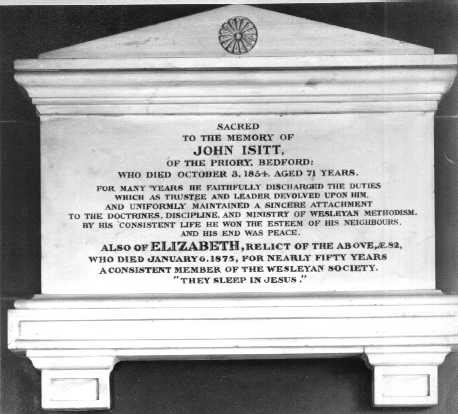 SACRED
TO THE MEMORY OF
JOHN ISITT,
OF THE PRIORY, BEDFORD:
WHO DIED OCTOBER 3, 1854. AGED 71 YEARS.
FOR MANY YEARS HE FAITHFULLY DISCHARGED THE DUTIES
WHICH AS TRUSTEE AND LEADER DEVOLVED UPON HIM,
AND UNIFORMLY MAINTAINED A SINCERE ATTACHMENT
TO THE DOCTRINES, DISCIPLINE, AND MINISTRY OF WESLEYAN METHODISM.
BY HIS CONSISTENT LIFE HE WON THE ESTEEM OF HIS NEIGHBOURS,
AND HIS END WAS PEACE.
ALSO OF ELIZABETH, RELICT OF THE ABOVE, Æ.82,
WHO DIED JANUARY 6, 1875, FOR NEARLY FIFTY YEARS
A CONSISTENT MEMBER OF THE WESLEYAN SOCIETY.
"THEY SLEEP IN JESUS."